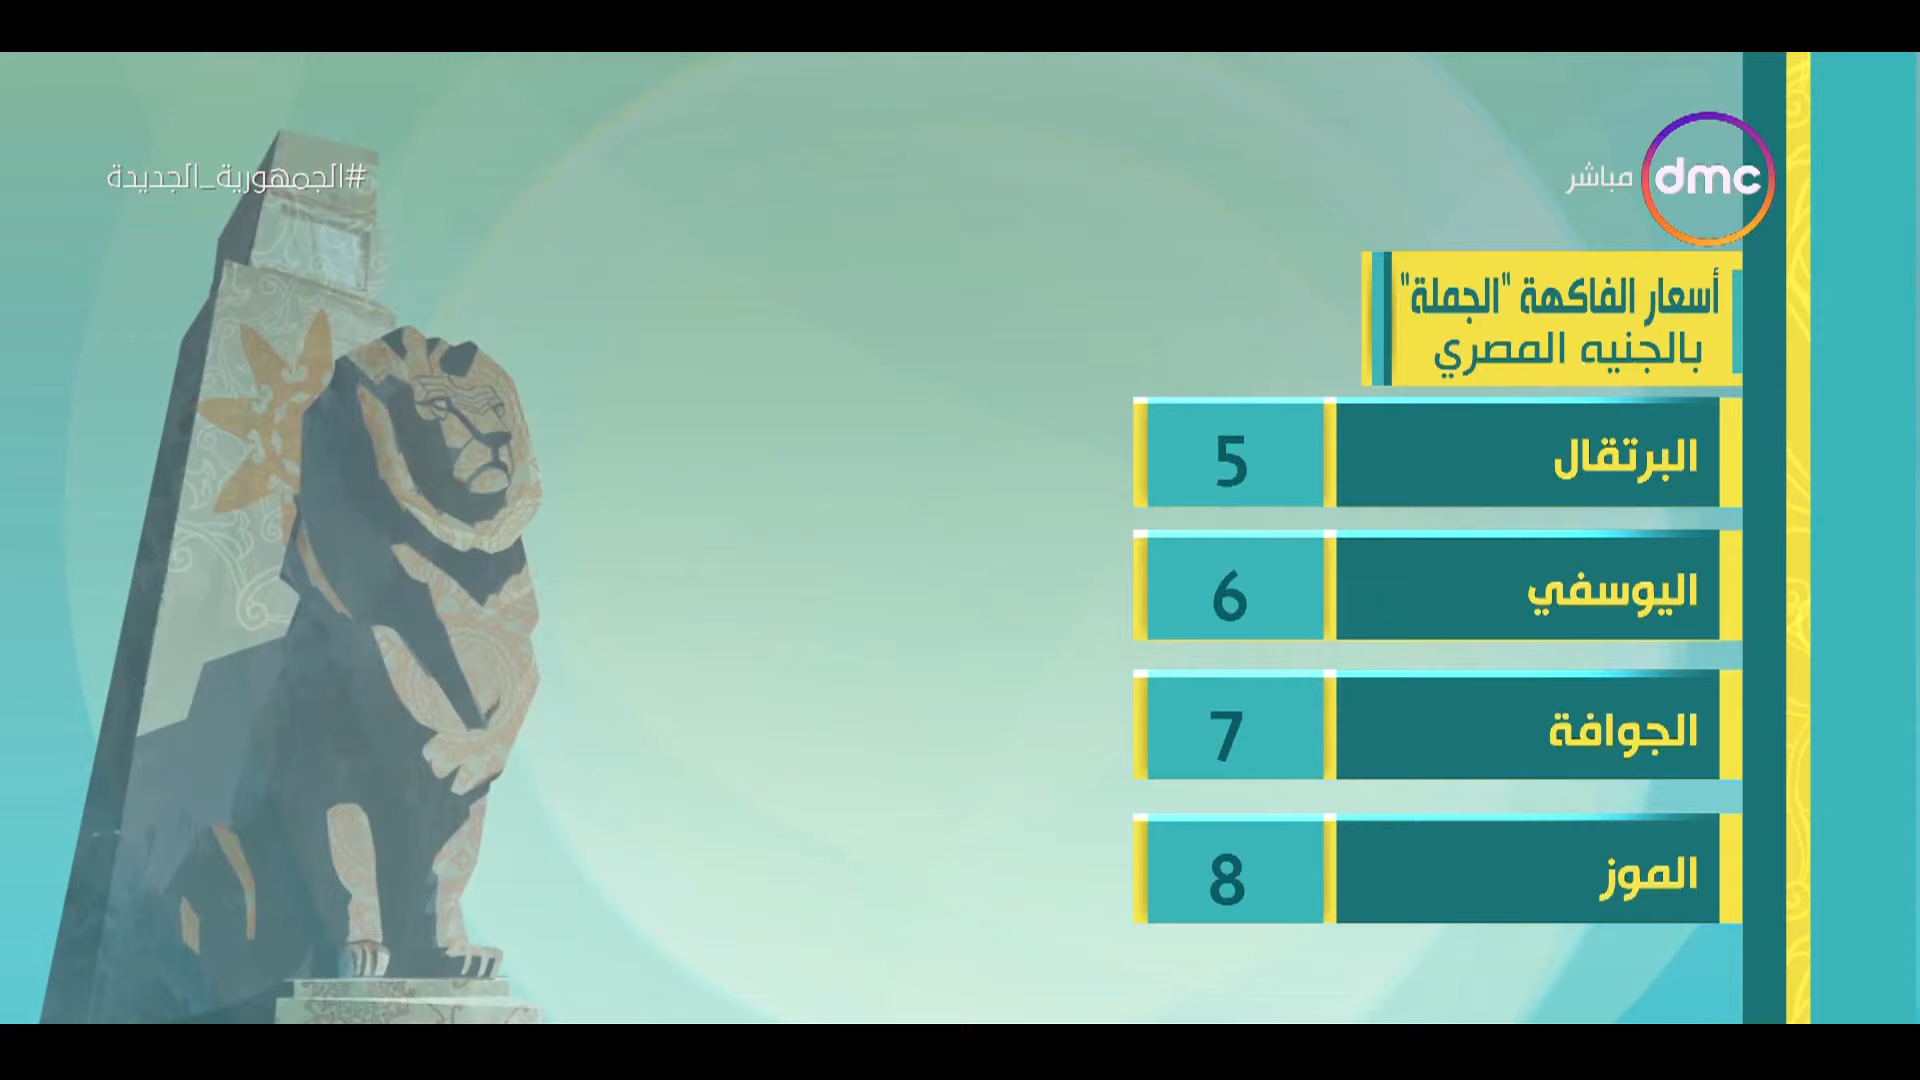 dmc مباشر
#الجمهورية_الجديدة
أسعار الفاكهة "الجملة"
بالجنيه المصري
البرتقال 5
اليوسفي 6
الجوافة 7
الموز 8